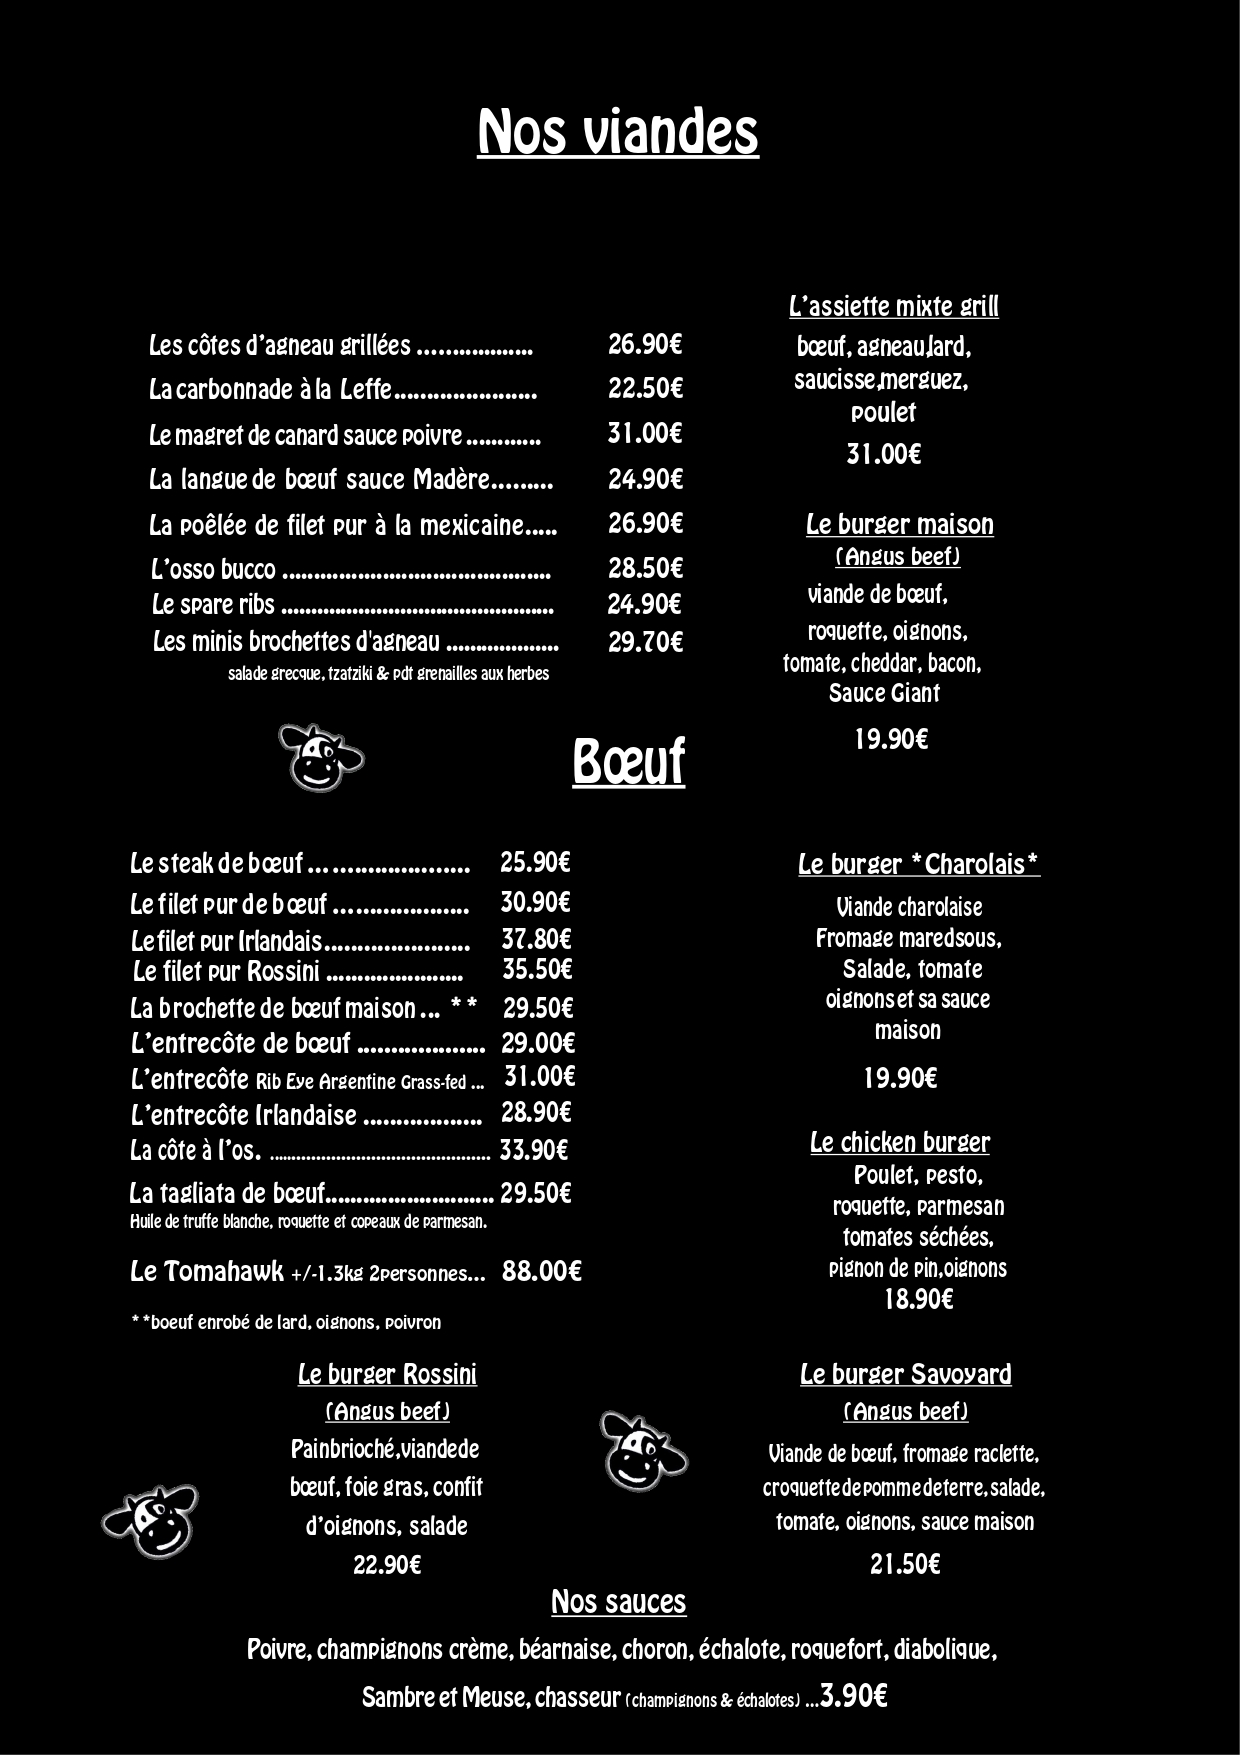 Nos viandes
Les côtes d'agneau grillées .................. 26.90€
La carbonnade à la Leffe...................... 22.50€
Le magret de canard sauce poivre ............ 31.00€
La langue de bœuf sauce Madère......... 24.90€
La poêlée de filet pur à la mexicaine..... 26.90€
L'osso bucco ........................................... 28.50€
Le spare ribs .............................................. 24.90€
Les minis brochettes d'agneau ................... 29.70€
salade grecque, tzatziki & pdt grenailles aux herbes
L'assiette mixte grill
bœuf, agneau,lard,
saucisse,merguez,
poulet
31.00€
Le burger maison
(Angus beef)
viande de bœuf,
roquette, oignons,
tomate, cheddar, bacon,
Sauce Giant
19.90€
Bœuf
Le steak de bœuf ........................ 25.90€
Le filet pur de bœuf .................... 30.90€
Le filet pur Irlandais...................... 37.80€
Le filet pur Rossini ....................... 35.50€
La brochette de bœuf maison ... ** 29.50€
L'entrecôte de bœuf ................... 29.00€
L'entrecôte Rib Eye Argentine Grass-fed ... 31.00€
L'entrecôte Irlandaise .................. 28.90€
La côte à l'os. .............................................. 33.90€
La tagliata de bœuf........................... 29.50€
Huile de truffe blanche, roquette et copeaux de parmesan.
Le Tomahawk +/-1.3kg 2personnes... 88.00€
**boeuf enrobé de lard, oignons, poivron
Le burger *Charolais*
Viande charolaise
Fromage maredsous,
Salade, tomate
oignons et sa sauce
maison
19.90€
Le chicken burger
Poulet, pesto,
roquette, parmesan
tomates séchées,
pignon de pin,oignons
18.90€
Le burger Rossini
(Angus beef)
Pain brioché, viande de
bœuf, foie gras, confit
d'oignons, salade
22.90€
Le burger Savoyard
(Angus beef)
Viande de bœuf, fromage raclette,
croquette de pomme de terre, salade,
tomate, oignons, sauce maison
21.50€
Nos sauces
Poivre, champignons crème, béarnaise, choron, échalote, roquefort, diabolique,
Sambre et Meuse, chasseur (champignons & échalotes) ...3.90€